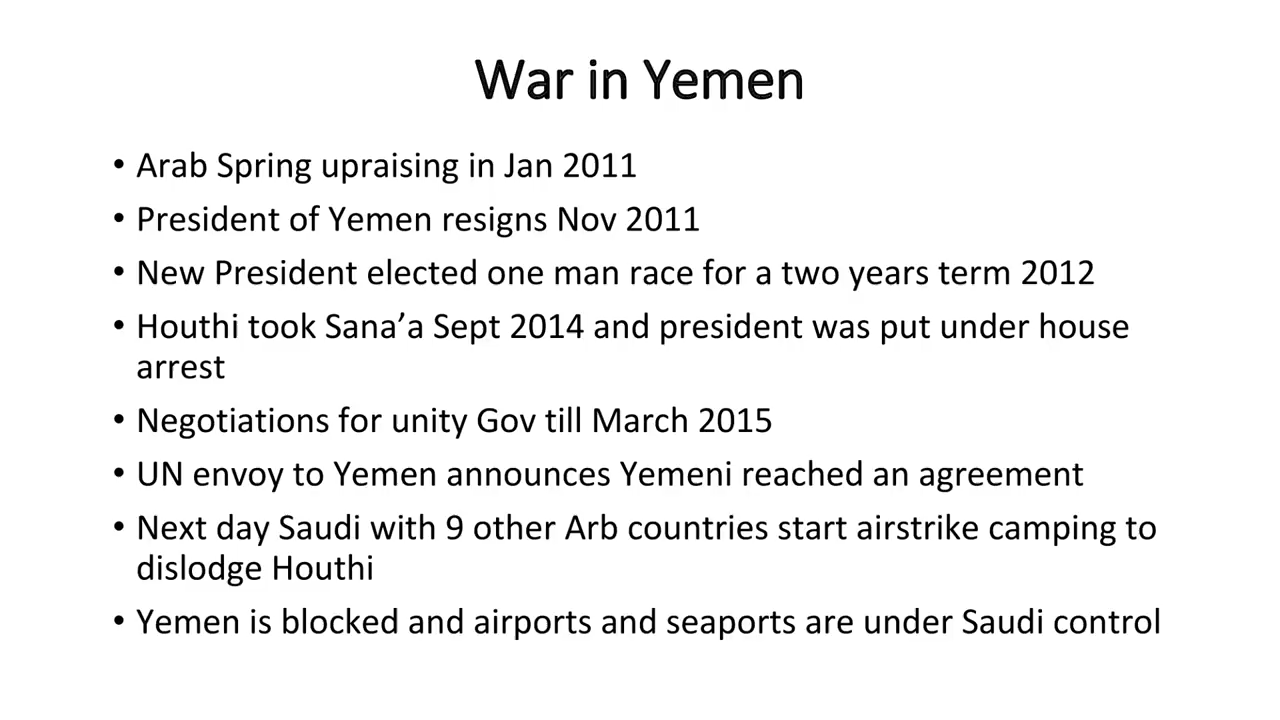 War in Yemen
• Arab Spring upraising in Jan 2011
• President of Yemen resigns Nov 2011
• New President elected one man race for a two years term 2012
• Houthi took Sana’a Sept 2014 and president was put under house
arrest
• Negotiations for unity Gov till March 2015
• UN envoy to Yemen announces Yemeni reached an agreement
• Next day Saudi with 9 other Arb countries start airstrike camping to
dislodge Houthi
• Yemen is blocked and airports and seaports are under Saudi control